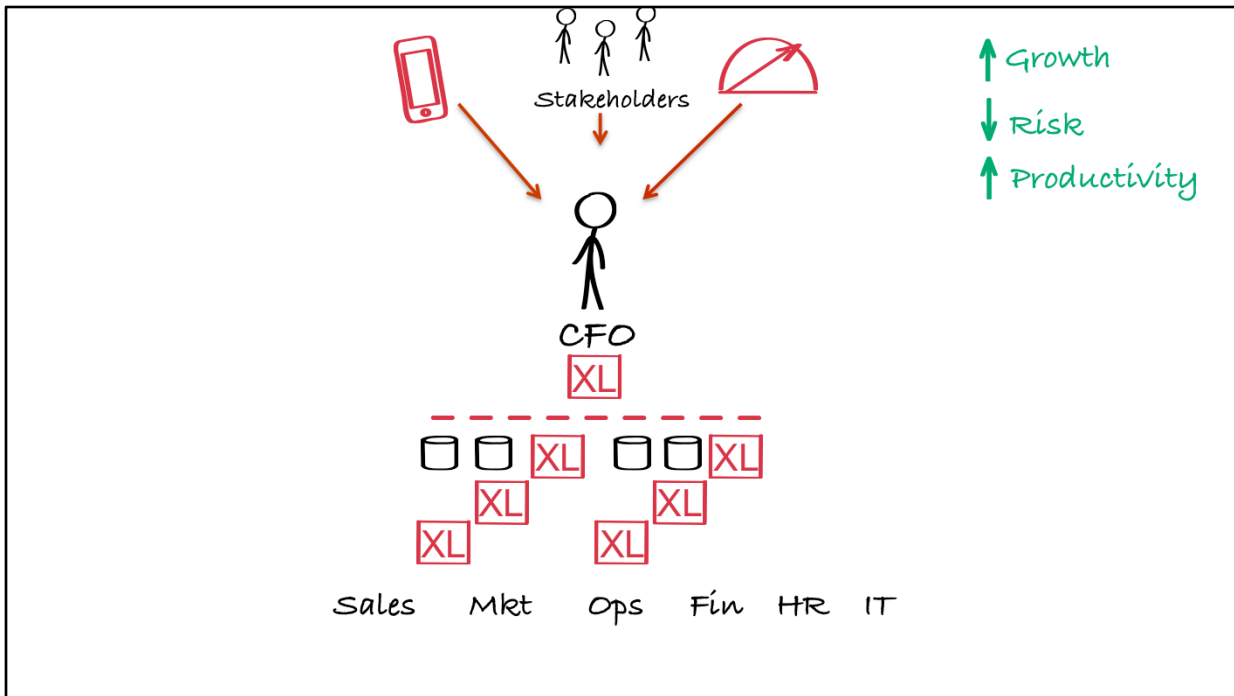 Stakeholders
Growth
Risk
Productivity
CFO
XL
XL XL
XL XL
XL XL
Sales Mkt Ops Fin HR IT